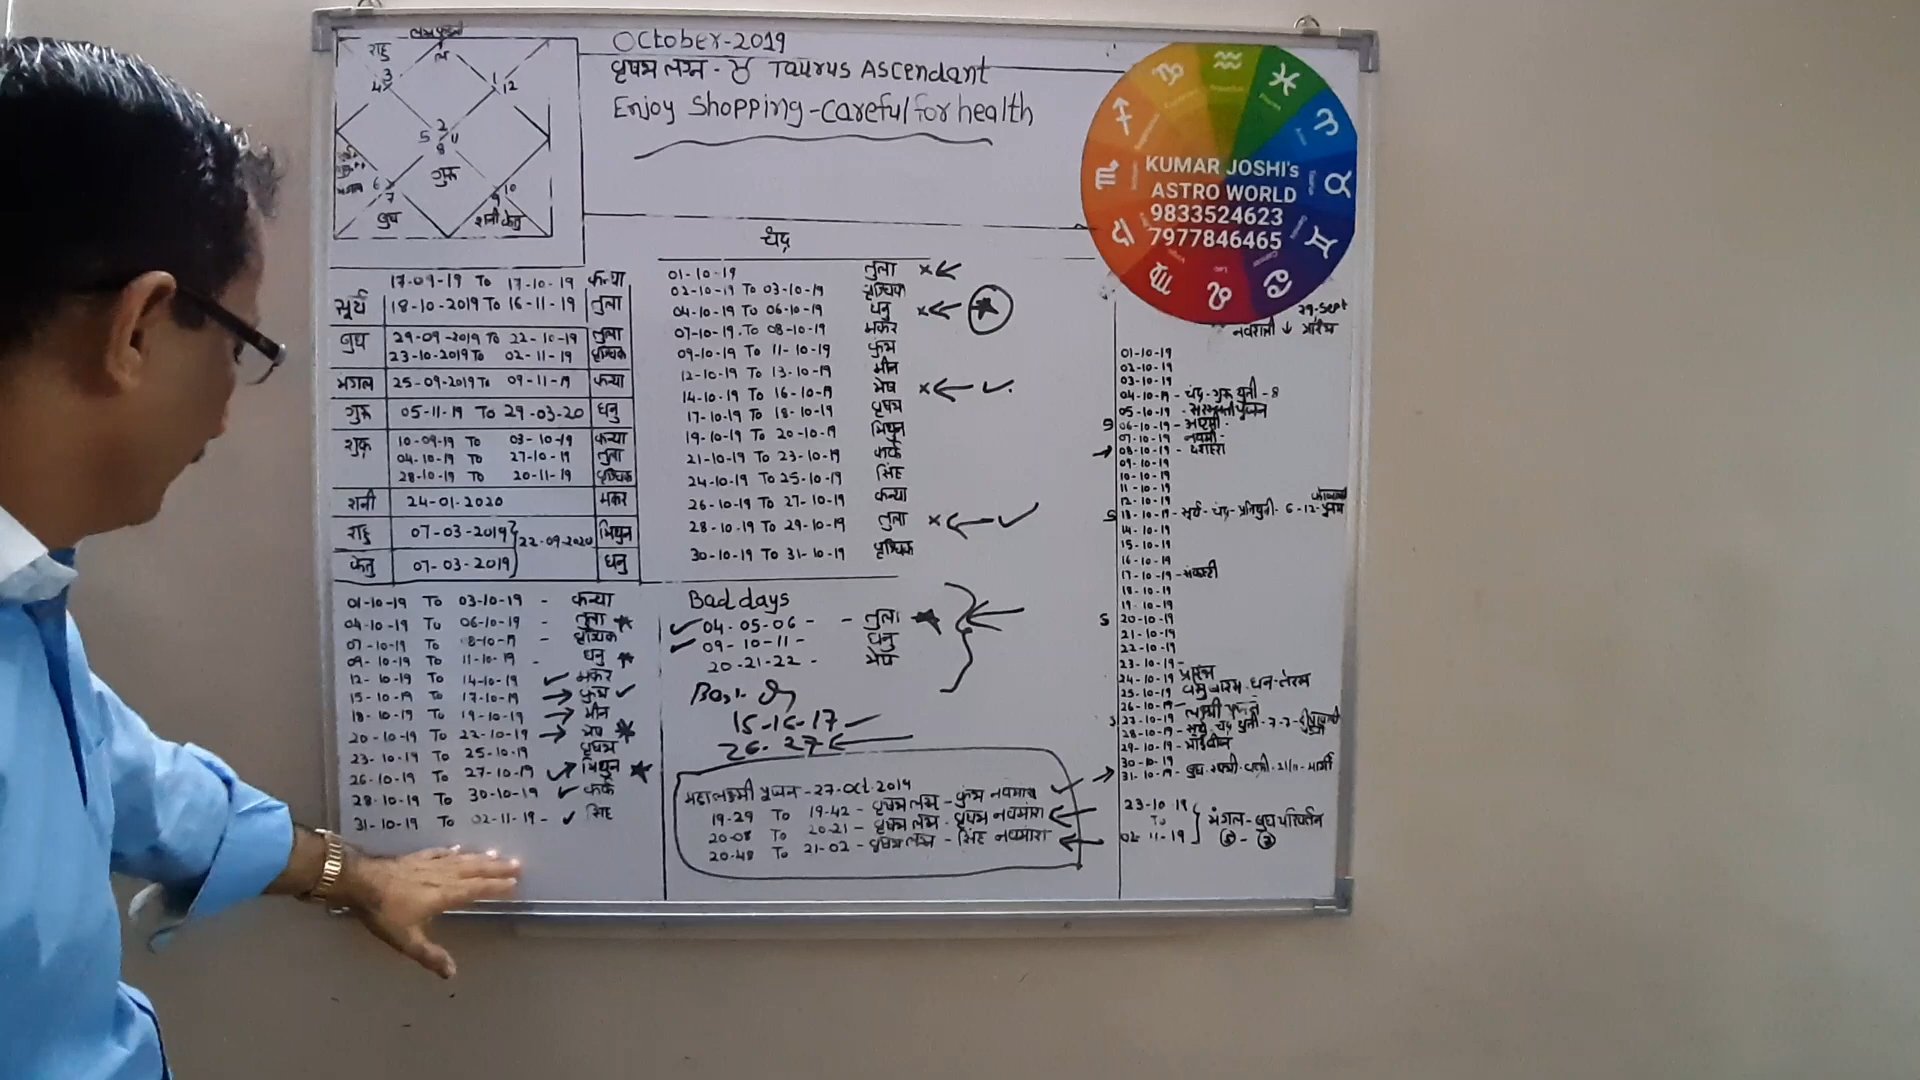 October-2019
वृषभ लग्न - ♉ Taurus Ascendant
Enjoy Shopping - Careful for health
राहु
3
4
1
12
2
5 11
8
गुरु
6
7
बुध
10
9
शनी केतु
मंगल
KUMAR JOSHI's
ASTRO WORLD
9833524623
7977846465
17-09-19 To 17-10-19 कन्या
सूर्य 18-10-2019 To 16-11-19 तुला
बुध 29-09-2019 To 22-10-19 तुला
23-10-2019 To 02-11-19 वृश्चिक
मंगल 25-09-2019 To 09-11-19 कन्या
गुरु 05-11-19 To 29-03-20 धनु
शुक्र 10-09-19 To 03-10-19 कन्या
04-10-19 To 27-10-19 तुला
28-10-19 To 20-11-19 वृश्चिक
शनी 24-01-2020 मकर
राहु 07-03-2019 22-09-2020 मिथुन
केतु 07-03-2019 धनु
चंद्र
01-10-19 तुला
02-10-19 To 03-10-19 वृश्चिक
04-10-19 To 06-10-19 धनु
07-10-19 To 08-10-19 मकर
09-10-19 To 11-10-19 कुंभ
12-10-19 To 13-10-19 मीन
14-10-19 To 16-10-19 मेष
17-10-19 To 18-10-19 वृषभ
19-10-19 To 20-10-19 मिथुन
21-10-19 To 23-10-19 कर्क
24-10-19 To 25-10-19 सिंह
26-10-19 To 27-10-19 कन्या
28-10-19 To 29-10-19 तुला
30-10-19 To 31-10-19 वृश्चिक
01-10-19 To 03-10-19 - कन्या
04-10-19 To 06-10-19 - तुला
07-10-19 To 8-10-19 - वृश्चिक
09-10-19 To 11-10-19 - धनु
12-10-19 To 14-10-19 मकर
15-10-19 To 17-10-19 कुंभ
18-10-19 To 19-10-19 मीन
20-10-19 To 22-10-19 मेष
23-10-19 To 25-10-19 वृषभ
26-10-19 To 27-10-19 मिथुन
28-10-19 To 30-10-19 कर्क
31-10-19 To 02-11-19 - सिंह
Bad days
04-05-06 - - तुला
09-10-11 - धनु
20-21-22 - मेष
15-16-17
26-27
महालक्ष्मी पूजन - 27-Oct-2019
19-29 To 19-42 - वृषभ लग्न - कुंभ नवमांश
20-08 To 20-21 - वृषभ लग्न - वृषभ नवमांश
20-48 To 21-02 - वृषभ लग्न - सिंह नवमांश
29-Sept
नवरात्री ↓ प्रारंभ
01-10-19
02-10-19
03-10-19
04-10-19 - चंद्र-गुरु युती - 8
05-10-19 - सरस्वती पूजन
S 06-10-19 - अष्टमी
07-10-19 - नवमी
08-10-19 - दशहरा
09-10-19
10-10-19
11-10-19
12-10-19
S 13-10-19 - सूर्य-चंद्र-प्रतियुती - 6-12-
14-10-19
15-10-19
16-10-19
17-10-19 - संकष्टी
18-10-19
19-10-19
S 20-10-19
21-10-19
22-10-19
23-10-19 -
24-10-19 प्रारंभ
25-10-19 वसुबारस-धन-तेरस
26-10-19 -
S 27-10-19 - लक्ष्मी पूजन
28-10-19 - सूर्य-चंद्र युती - 7-7 -
29-10-19 - भाऊबीज
30-10-19
31-10-19 - बुध
23-10-19
To
02-11-19
मंगल - बुध परिवर्तन